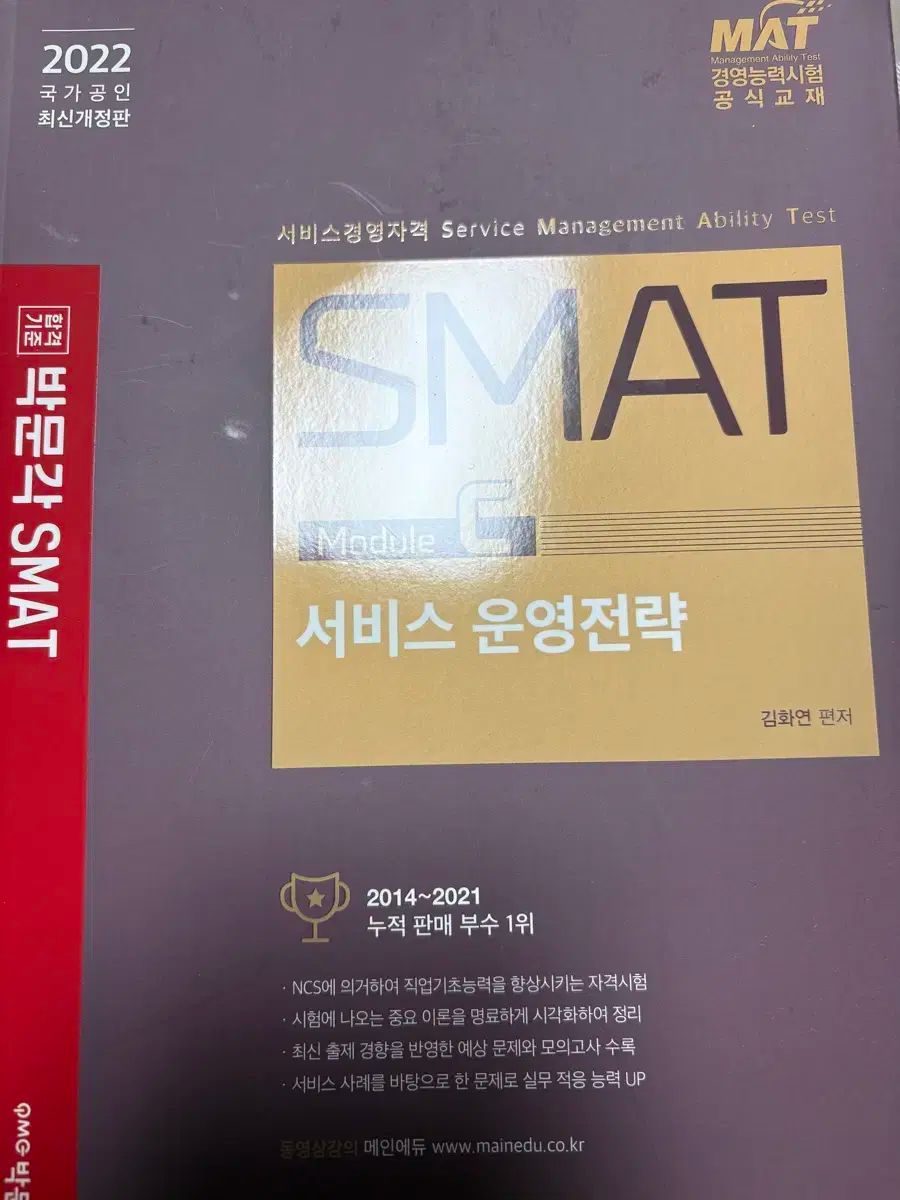 2022
국가공인
최신개정판
MAT
Management Ability Test
경영능력시험
공식교재
서비스경영자격 Service Management Ability Test
SMAT
Module C
서비스 운영전략
김화연 편저
합격
기준
박문각 SMAT
2014~2021
누적 판매 부수 1위
· NCS에 의거하여 직업기초능력을 향상시키는 자격시험
· 시험에 나오는 중요 이론을 명료하게 시각화하여 정리
· 최신 출제 경향을 반영한 예상 문제와 모의고사 수록
· 서비스 사례를 바탕으로 한 문제로 실무 적응 능력 UP
동영상강의 메인에듀 www.mainedu.co.kr
PMG 박문